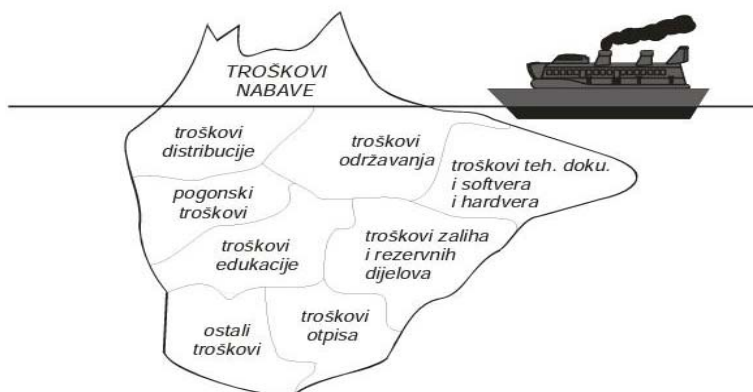 TROŠKOVI
NABAVE
troškovi
distribucije
troškovi
održavanja
troškovi teh. doku.
i softvera
i hardvera
pogonski
troškovi
troškovi
edukacije
troškovi zaliha
i rezervnih
dijelova
ostali
troškovi
troškovi
otpisa